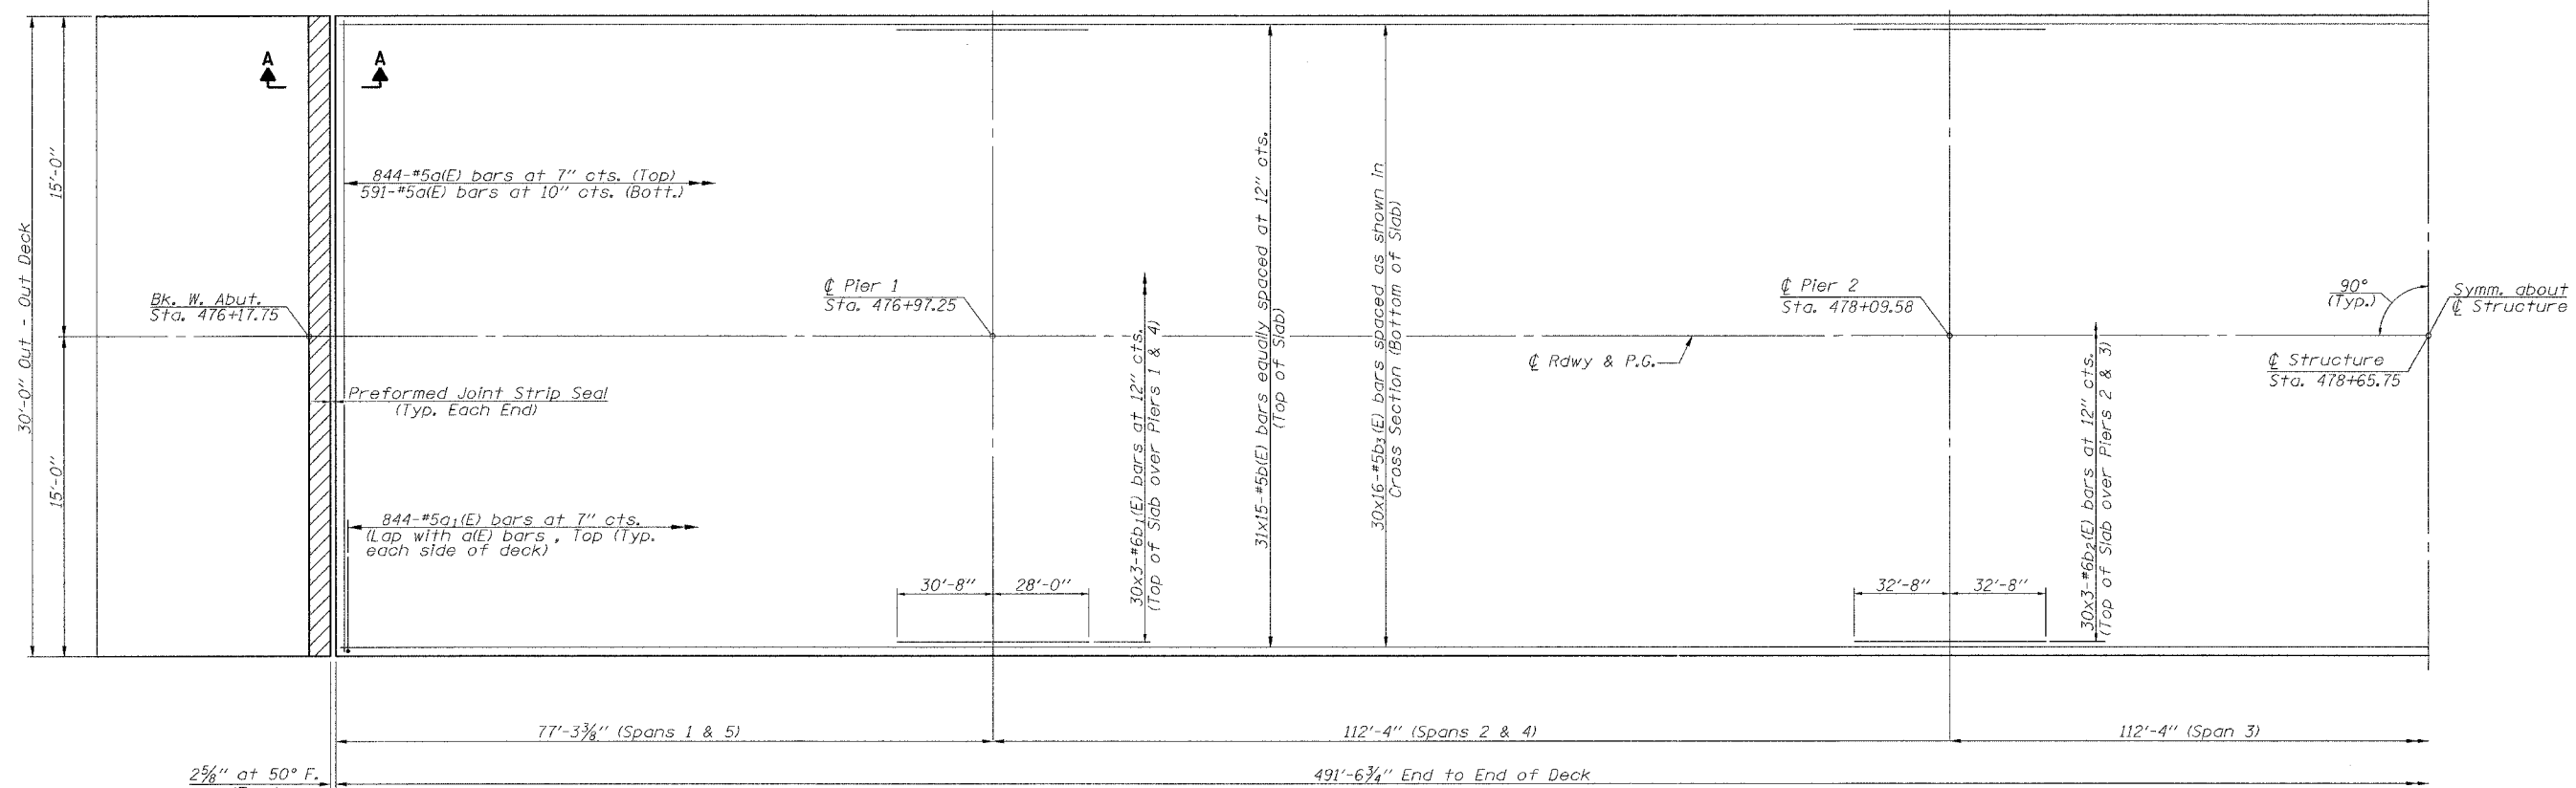 A
A
30'-0" Out - Out Deck
15'-0"
15'-0"
844-#5a(E) bars at 7" cts. (Top)
591-#5a(E) bars at 10" cts. (Bott.)
Bk. W. Abut.
Sta. 476+17.75
Preformed Joint Strip Seal
(Typ. Each End)
844-#5a1(E) bars at 7" cts.
(Lap with a(E) bars, Top (Typ.
each side of deck)
℄ Pier 1
Sta. 476+97.25
30'-8"
28'-0"
30x3-#6b1(E) bars at 12" cts.
(Top of Slab over Piers 1 & 4)
31x15-#5b(E) bars equally spaced at 12" cts.
(Top of Slab)
30x16-#5b3(E) bars spaced as shown in
Cross Section (Bottom of Slab)
℄ Rdwy & P.G.
℄ Pier 2
Sta. 478+09.58
32'-8"
32'-8"
30x3-#6b2(E) bars at 12" cts.
(Top of Slab over Piers 2 & 3)
90°
(Typ.)
Symm. about
℄ Structure
℄ Structure
Sta. 478+65.75
77'-3⅜" (Spans 1 & 5)
112'-4" (Spans 2 & 4)
112'-4" (Span 3)
2⅝" at 50° F.
491'-6¾" End to End of Deck